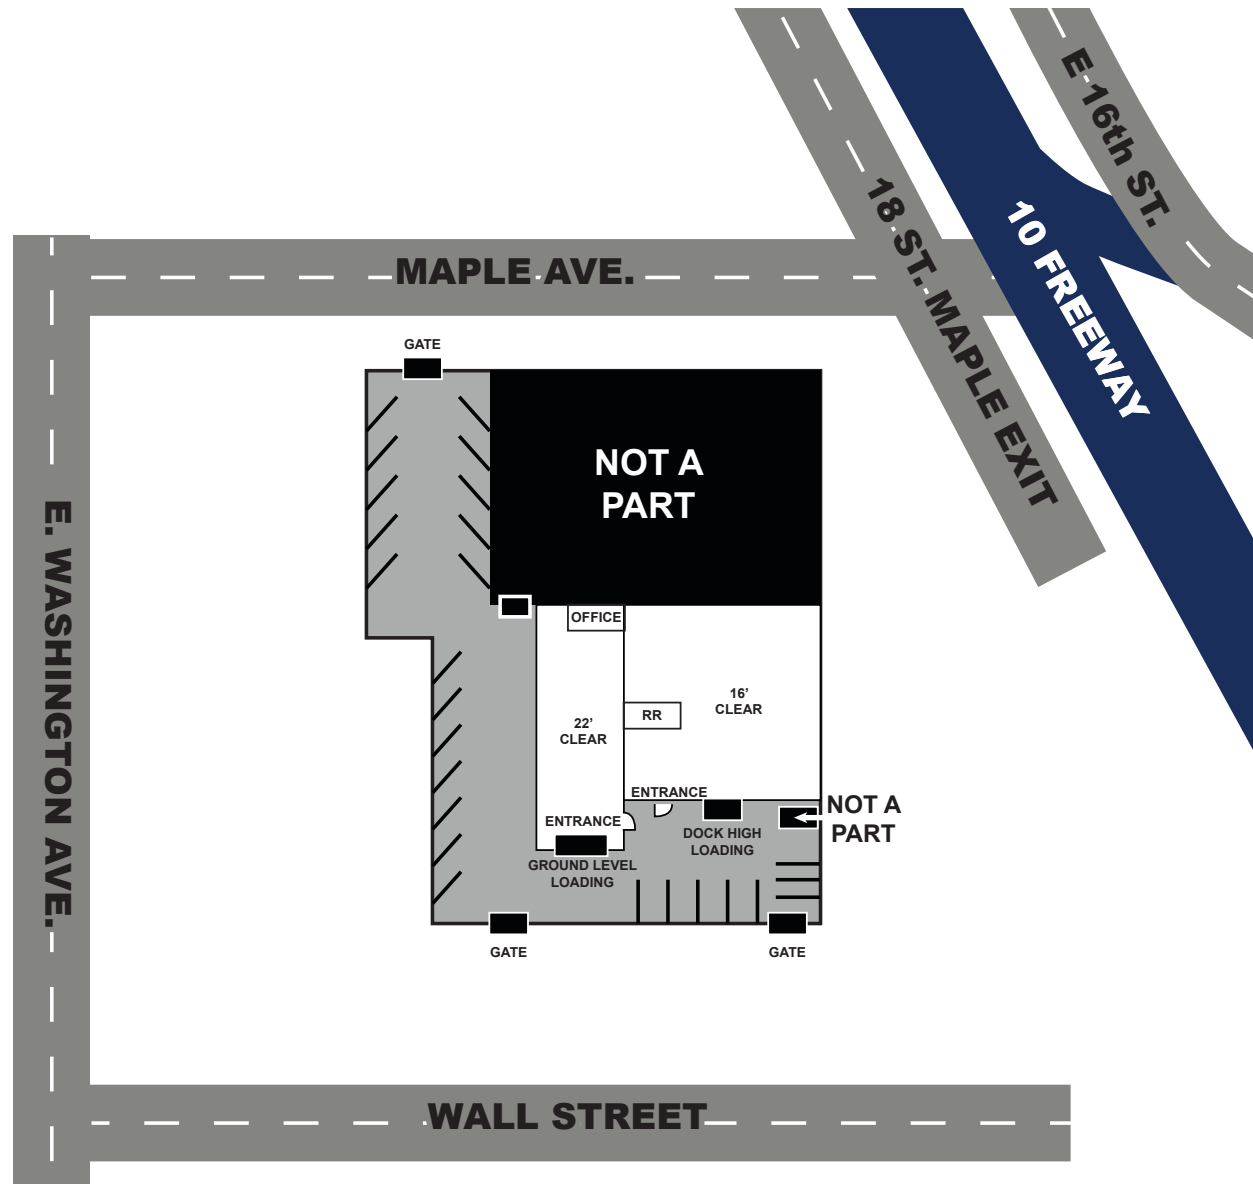 E 16th ST.
10 FREEWAY
18 ST. MAPLE EXIT
MAPLE AVE.
E. WASHINGTON AVE.
GATE
NOT A
PART
OFFICE
16’
CLEAR
RR
22’
CLEAR
ENTRANCE
ENTRANCE
NOT A
PART
DOCK HIGH
LOADING
GROUND LEVEL
LOADING
GATE
GATE
WALL STREET